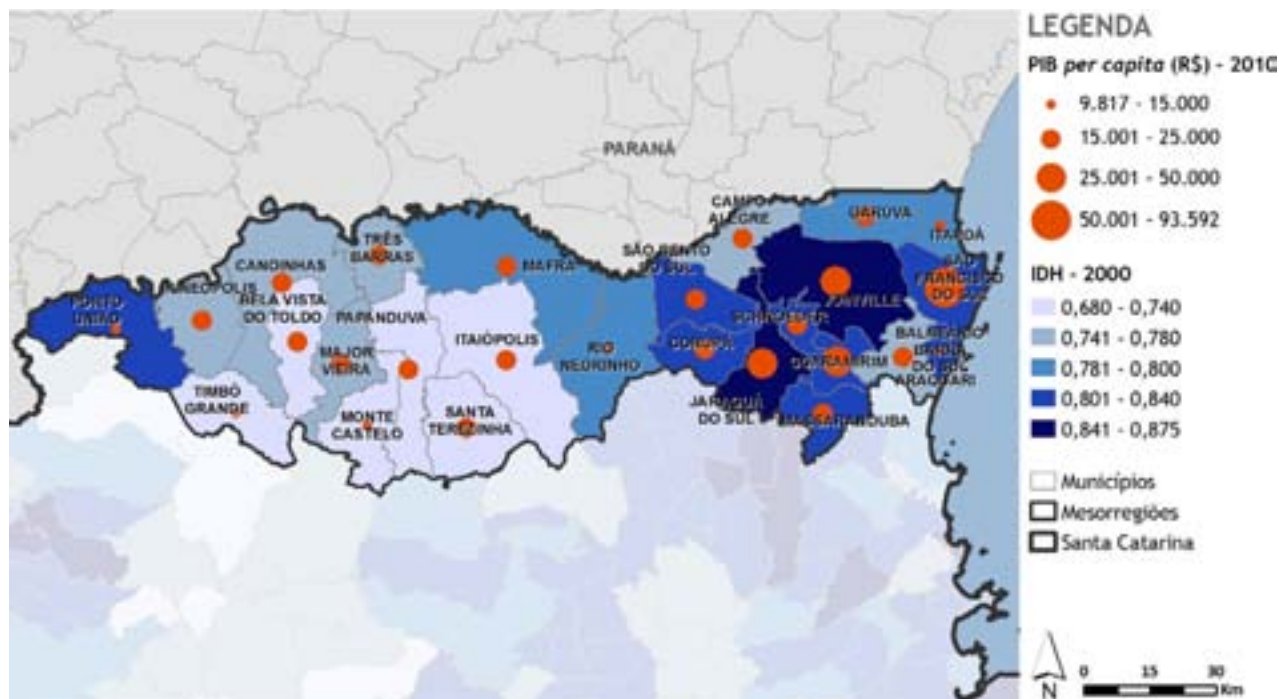 LEGENDA
PIB per capita (R$) - 2010
9.817 - 15.000
15.001 - 25.000
25.001 - 50.000
50.001 - 93.592
IDH - 2000
0,680 - 0,740
0,741 - 0,780
0,781 - 0,800
0,801 - 0,840
0,841 - 0,875
Municípios
Mesorregiões
Santa Catarina
0 15 30
Km
N
PARANÁ
CAMPO
ALEGRE
GARUVA
ITAPOÁ
TRÊS
BARRAS
SÃO BENTO
DO SUL
SÃO
FRANCISCO
DO SUL
CANOINHAS
MAFRA
JOINVILLE
PORTO
UNIÃO
IRINEÓPOLIS
BELA VISTA
DO TOLDO
PAPANDUVA
ITAIÓPOLIS
SCHROEDER
BALNEÁRIO
BARRA
DO SUL
ARAQUARI
MAJOR
VIEIRA
RIO
NEGRINHO
CORUPÁ
GUARAMIRIM
TIMBÓ
GRANDE
MONTE
CASTELO
SANTA
TEREZINHA
JARAGUÁ
DO SUL
MASSARANDUBA